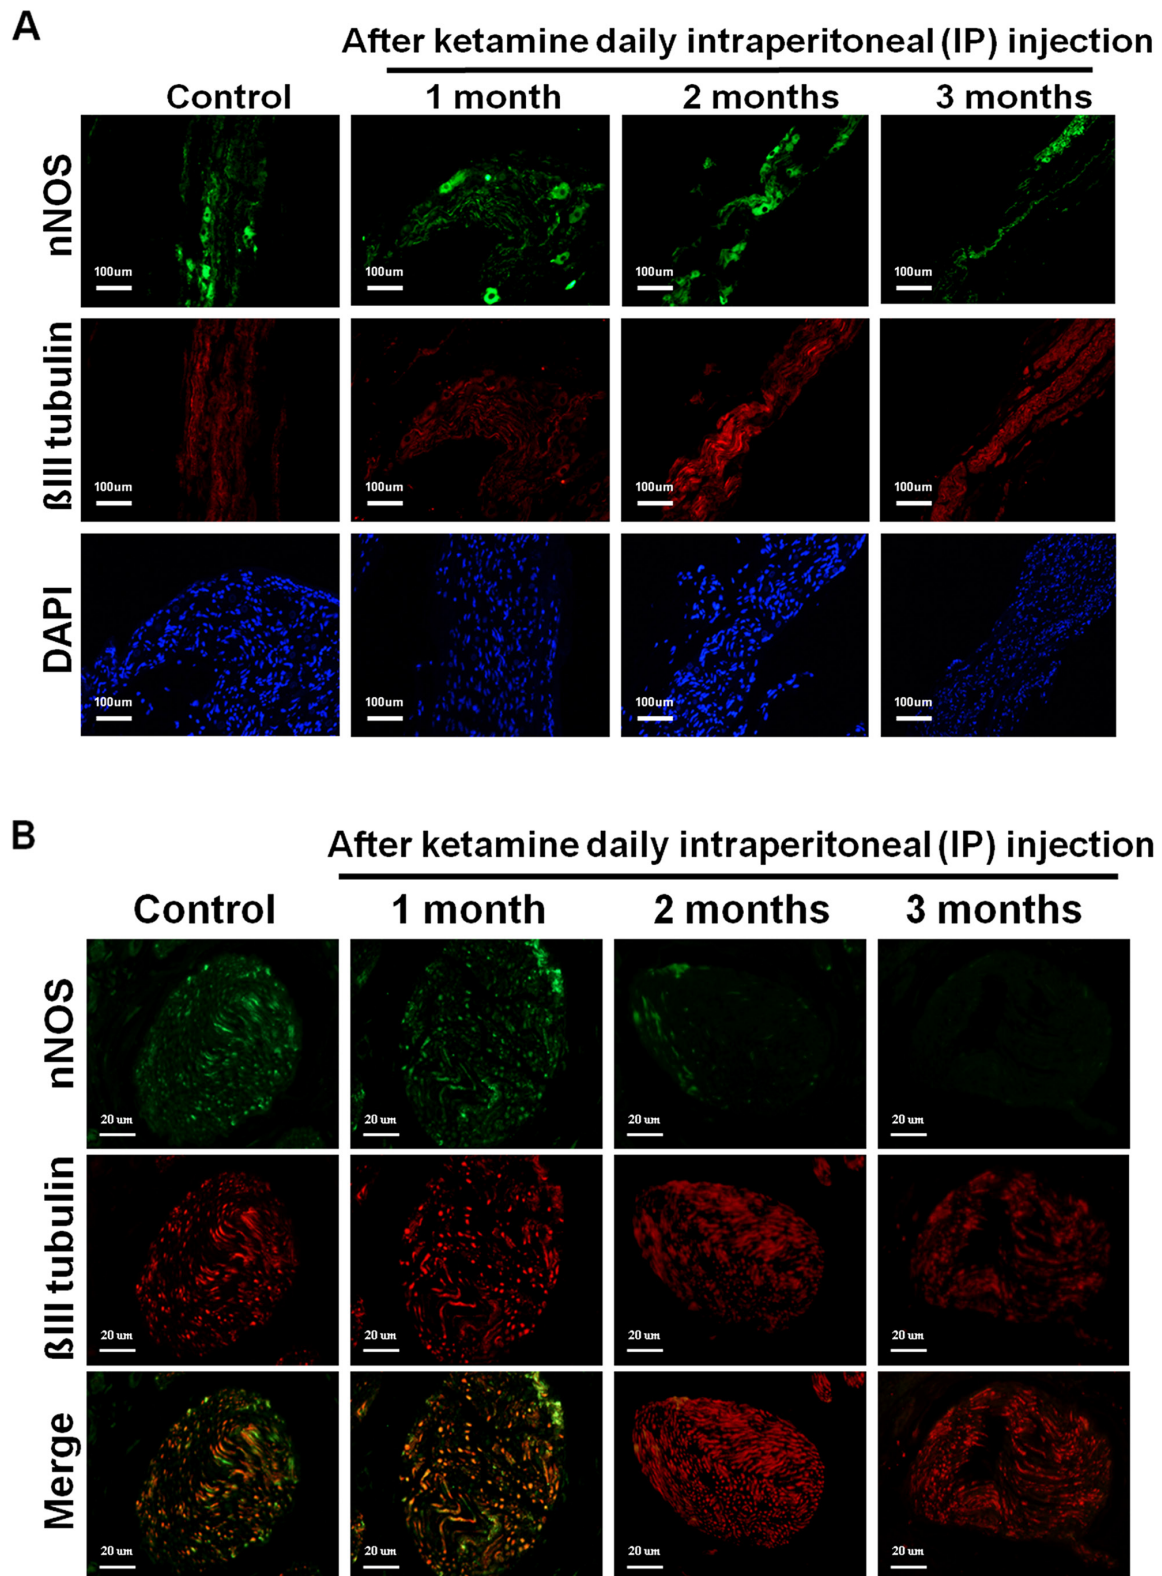 A
After ketamine daily intraperitoneal (IP) injection
Control 1 month 2 months 3 months
nNOS
100um 100um 100um 100um
ßIII tubulin
100um 100um 100um 100um
DAPI
100um 100um 100um 100um
B
After ketamine daily intraperitoneal (IP) injection
Control 1 month 2 months 3 months
nNOS
20 um 20 um 20 um 20 um
ßIII tubulin
20 um 20 um 20 um 20 um
Merge
20 um 20 um 20 um 20 um